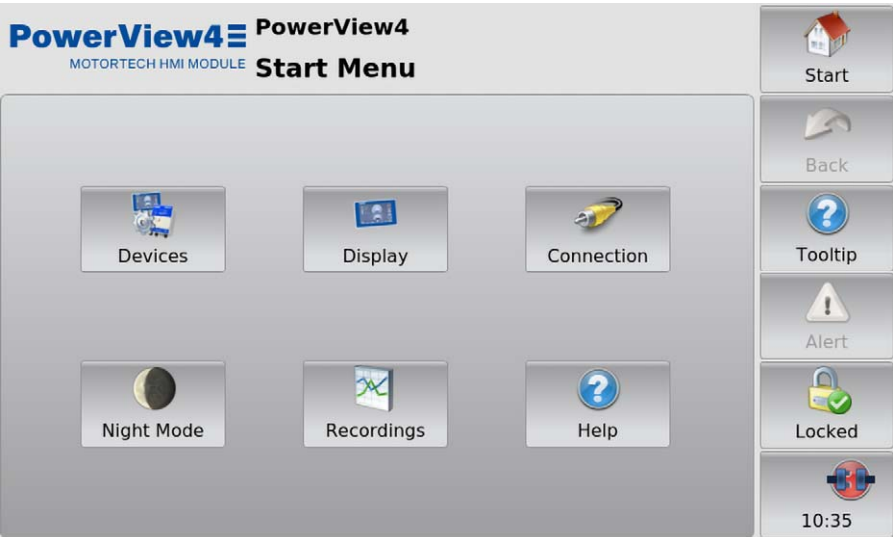 PowerView4
MOTORTECH HMI MODULE
PowerView4
Start Menu
Start
Back
Tooltip
Alert
Locked
10:35
Devices
Display
Connection
Night Mode
Recordings
Help